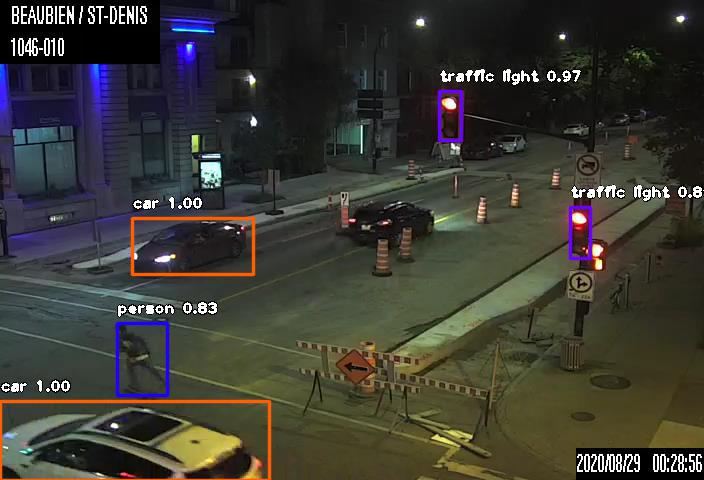 BEAUBIEN / ST-DENIS
1046-010
traffic light 0.97
traffic light 0.8
car 1.00
person 0.83
car 1.00
2020/08/29 00:28:56